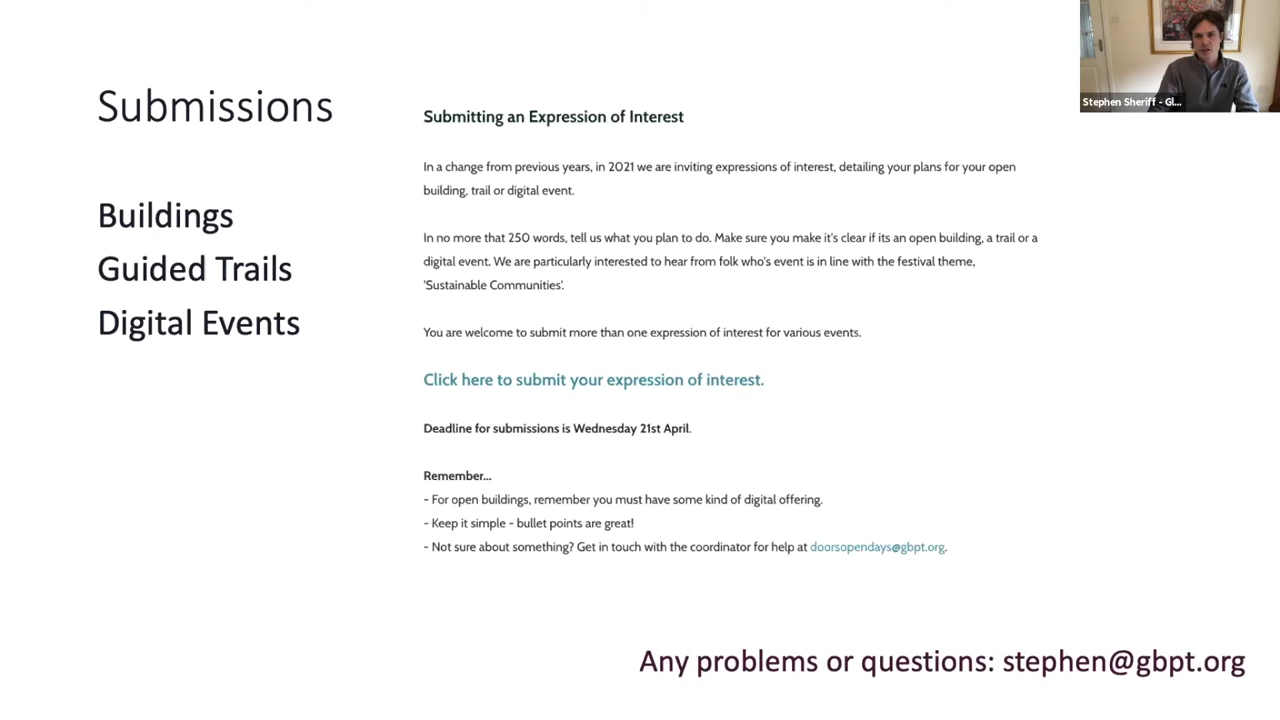 Stephen Sheriff - Gl...
Submissions
Buildings
Guided Trails
Digital Events
Submitting an Expression of Interest
In a change from previous years, in 2021 we are inviting expressions of interest, detailing your plans for your open
building, trail or digital event.
In no more that 250 words, tell us what you plan to do. Make sure you make it's clear if its an open building, a trail or a
digital event. We are particularly interested to hear from folk who's event is in line with the festival theme,
'Sustainable Communities'.
You are welcome to submit more than one expression of interest for various events.
Click here to submit your expression of interest.
Deadline for submissions is Wednesday 21st April.
Remember...
- For open buildings, remember you must have some kind of digital offering.
- Keep it simple - bullet points are great!
- Not sure about something? Get in touch with the coordinator for help at doorsopendays@gbpt.org.
Any problems or questions: stephen@gbpt.org